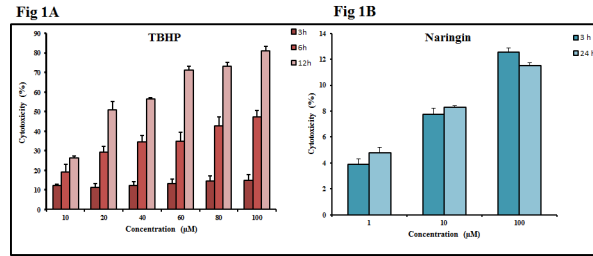 Fig 1A
TBHP
3h
6h
12h
Cytotoxicity (%)
90
80
70
60
50
40
30
20
10
0
10 20 40 60 80 100
Concentration (µM)
Fig 1B
Naringin
3 h
24 h
Cytotoxicity (%)
14
12
10
8
6
4
2
0
1 10 100
Concentration (µM)